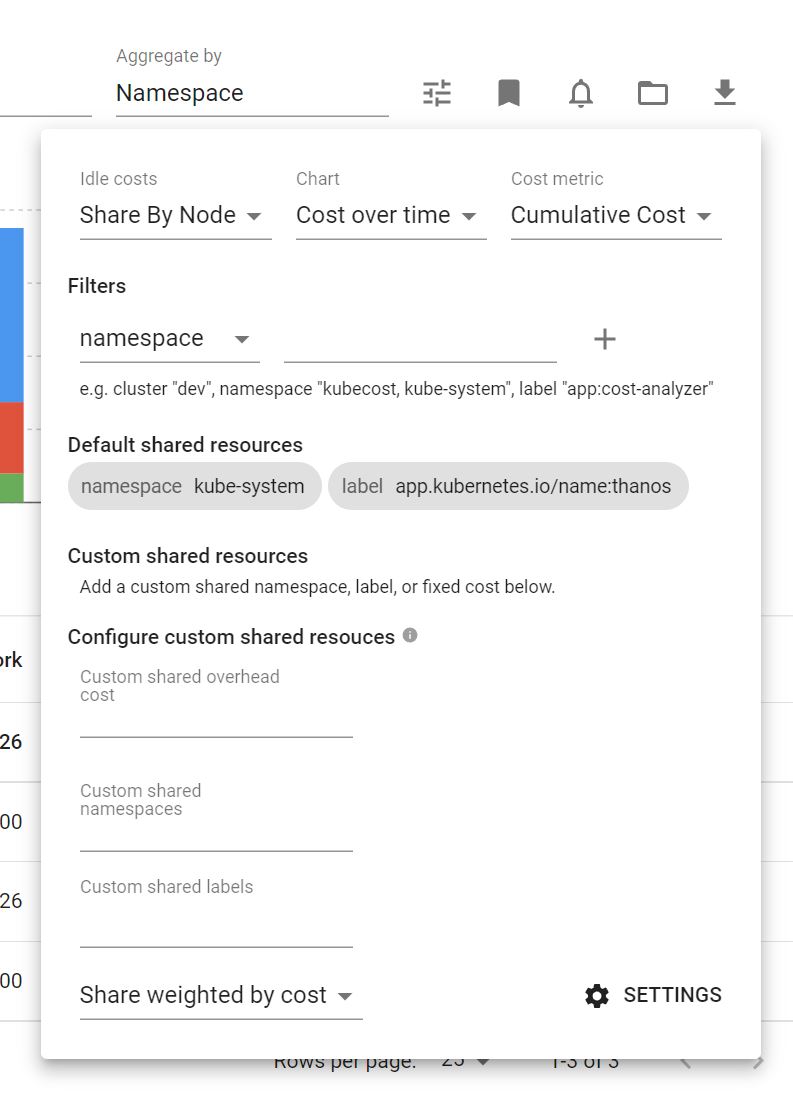 Aggregate by
Namespace
Idle costs
Chart
Cost metric
Share By Node
Cost over time
Cumulative Cost
Filters
namespace
e.g. cluster "dev", namespace "kubecost, kube-system", label "app:cost-analyzer"
Default shared resources
namespace kube-system
label app.kubernetes.io/name:thanos
Custom shared resources
Add a custom shared namespace, label, or fixed cost below.
Configure custom shared resouces
ork
Custom shared overhead
cost
26
Custom shared
namespaces
00
Custom shared labels
26
00
Share weighted by cost
SETTINGS
Rows per page: 25 1-3 of 3